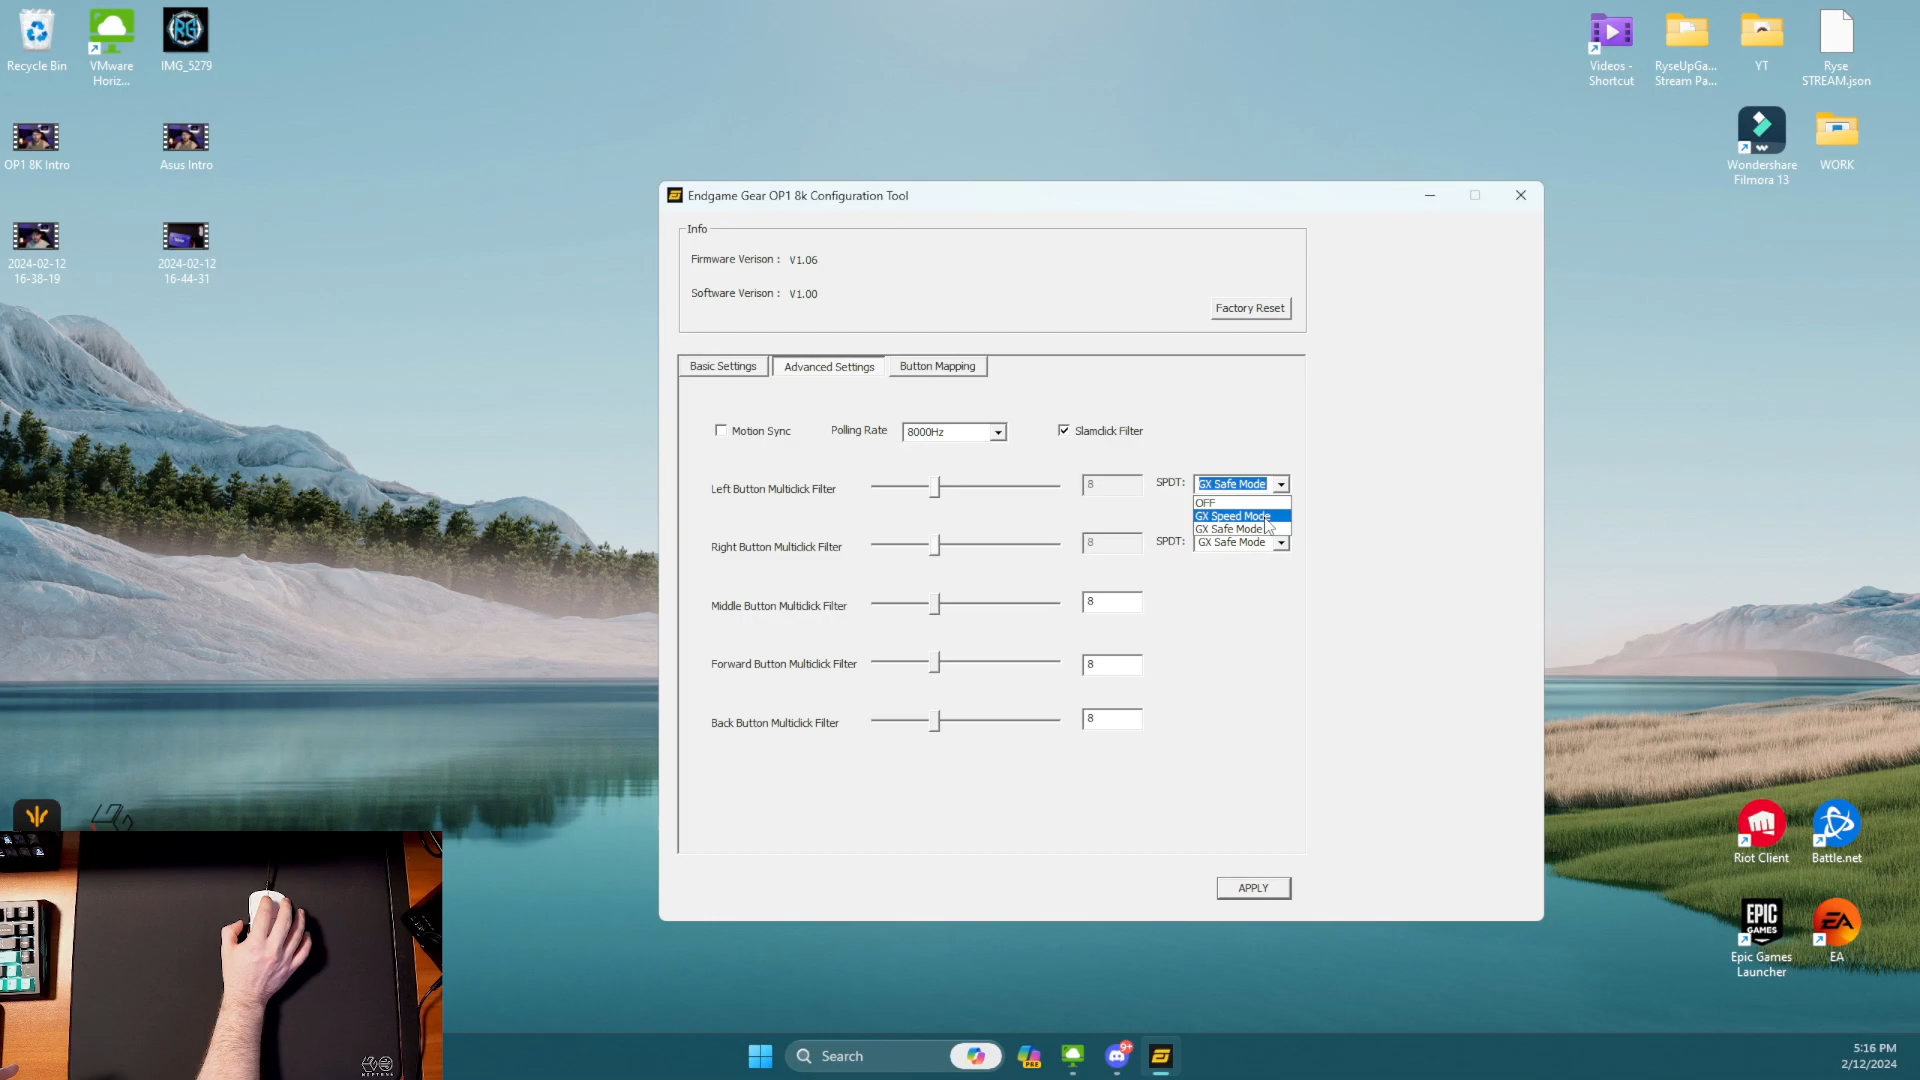 Recycle Bin
VMware
Horiz...
IMG_5279
OP1 8K Intro
Asus Intro
2024-02-12
16-38-19
2024-02-12
16-44-31
Videos -
Shortcut
RyseUpGa...
Stream Pa...
YT
Ryse
STREAM.json
Wondershare
Filmora 13
WORK
Endgame Gear OP1 8k Configuration Tool
Info
Firmware Verison : V1.06
Software Verison : V1.00
Factory Reset
Basic Settings
Advanced Settings
Button Mapping
Motion Sync
Polling Rate
8000Hz
Slamclick Filter
Left Button Multiclick Filter
8
SPDT:
GX Safe Mode
OFF
GX Speed Mode
GX Safe Mode
Right Button Multiclick Filter
8
SPDT:
GX Safe Mode
Middle Button Multiclick Filter
8
Forward Button Multiclick Filter
8
Back Button Multiclick Filter
8
APPLY
Riot Client
Battle.net
EPIC
GAMES
Epic Games
Launcher
EA
EA
Search
PRE
9+
5:16 PM
2/12/2024